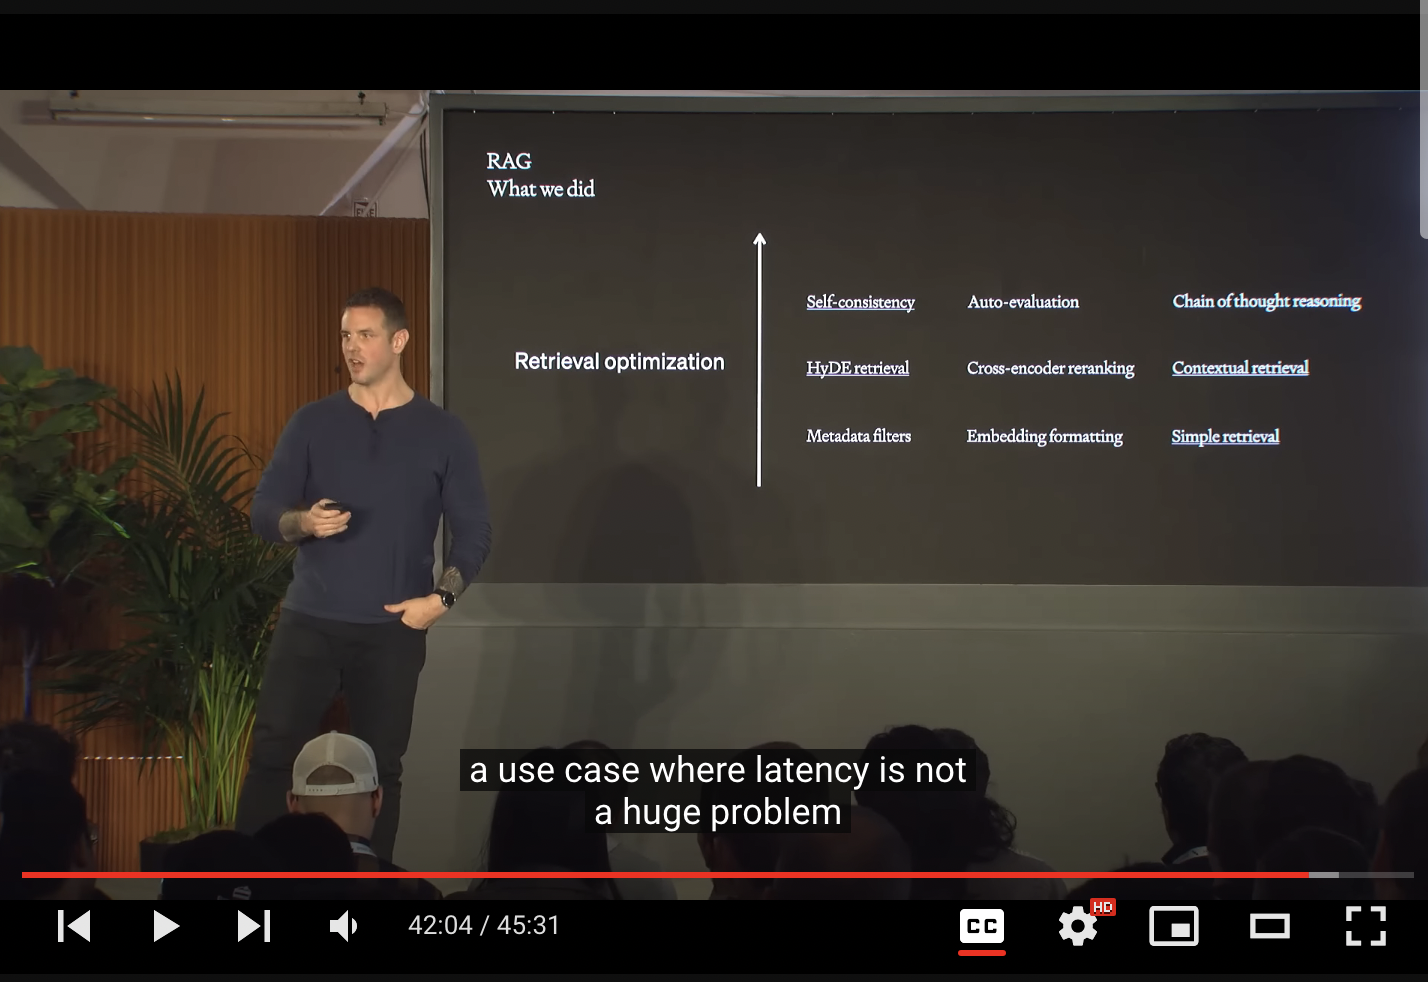 RAG
What we did
Self-consistency Auto-evaluation Chain of thought reasoning
Retrieval optimization
HyDE retrieval Cross-encoder reranking Contextual retrieval
Metadata filters Embedding formatting Simple retrieval
a use case where latency is not
a huge problem
42:04 / 45:31
CC
HD